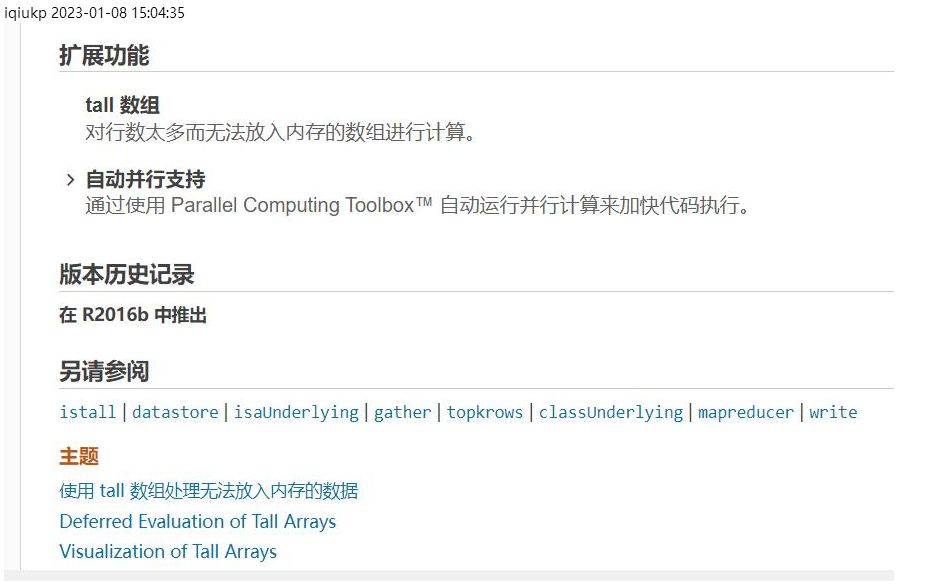 iqiukp 2023-01-08 15:04:35
扩展功能
tall 数组
对行数太多而无法放入内存的数组进行计算。
自动并行支持
通过使用 Parallel Computing Toolbox™ 自动运行并行计算来加快代码执行。
版本历史记录
在 R2016b 中推出
另请参阅
istall | datastore | isaUnderlying | gather | topkrows | classUnderlying | mapreducer | write
主题
使用 tall 数组处理无法放入内存的数据
Deferred Evaluation of Tall Arrays
Visualization of Tall Arrays